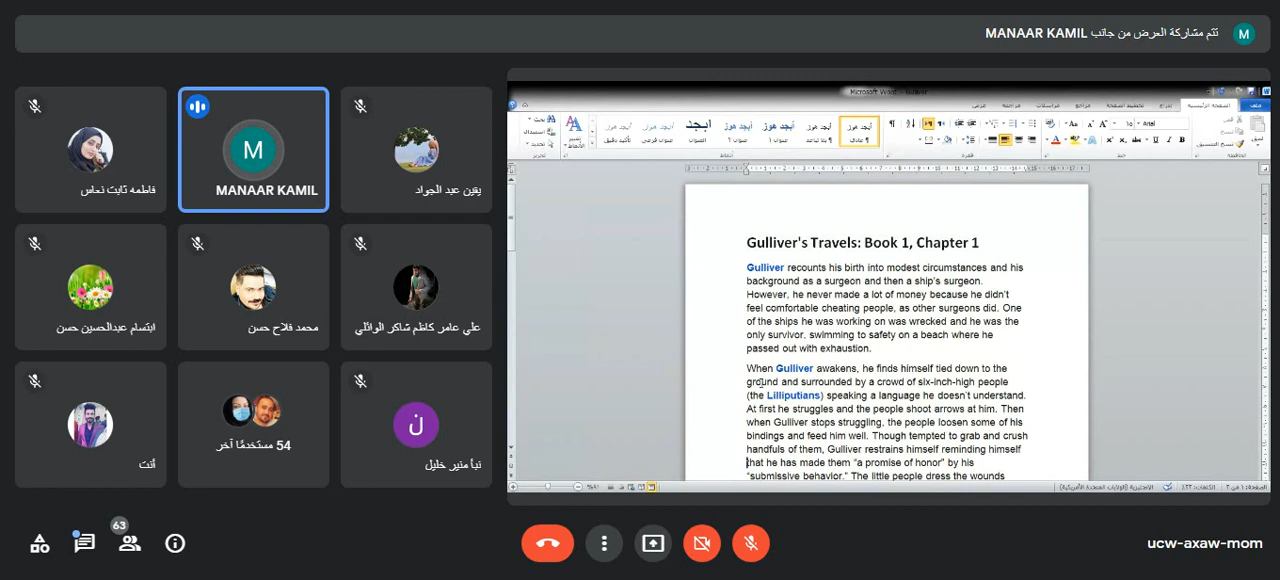 تتم مشاركة العرض من جانب MANAAR KAMIL
M
فاطمه ثابت نماس
M
MANAAR KAMIL
يقين عبد الجواد
ابتسام عبدالحسين حسن
محمد فلاح حسن
علي عامر كاظم شاكر الوائلي
أنت
54 مستخدمًا آخر
ن
نبأ منير خليل
Microsoft Word - Gulliver
Gulliver's Travels: Book 1, Chapter 1
Gulliver recounts his birth into modest circumstances and his
background as a surgeon and then a ship's surgeon.
However, he never made a lot of money because he didn't
feel comfortable cheating people, as other surgeons did. One
of the ships he was working on was wrecked and he was the
only survivor, swimming to safety on a beach where he
passed out with exhaustion.
When Gulliver awakens, he finds himself tied down to the
ground and surrounded by a crowd of six-inch-high people
(the Lilliputians) speaking a language he doesn't understand.
At first he struggles and the people shoot arrows at him. Then
when Gulliver stops struggling, the people loosen some of his
bindings and feed him well. Though tempted to grab and crush
handfuls of them, Gulliver restrains himself reminding himself
that he has made them "a promise of honor" by his
"submissive behavior." The little people dress the wounds
63
ucw-axaw-mom